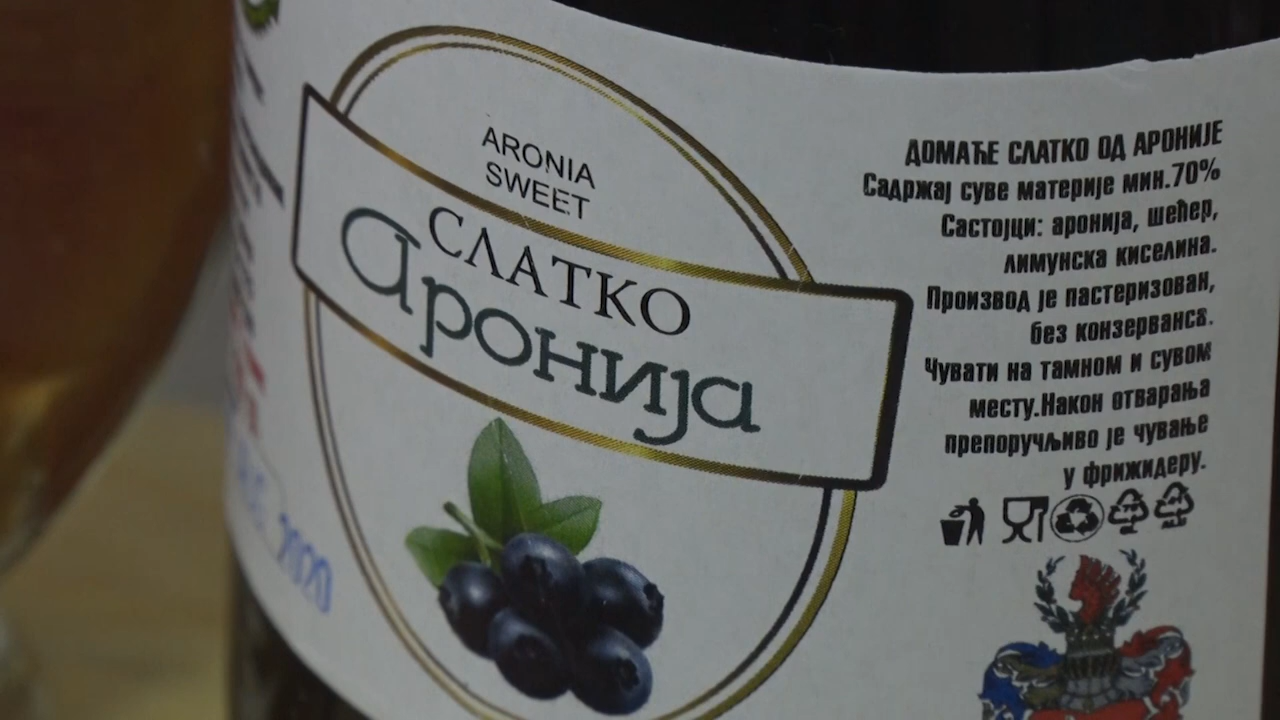 ARONIA
SWEET
СЛАТКО
аронија
ДОМАЋЕ СЛАТКО ОД АРОНИЈЕ
Садржај суве материје мин.70%
Састојци: аронија, шећер,
лимунска киселина.
Производ је пастеризован,
без конзерванса.
Чувати на тамном и сувом
месту.Након отварања
препоручљиво је чување
у фрижидеру.
2020